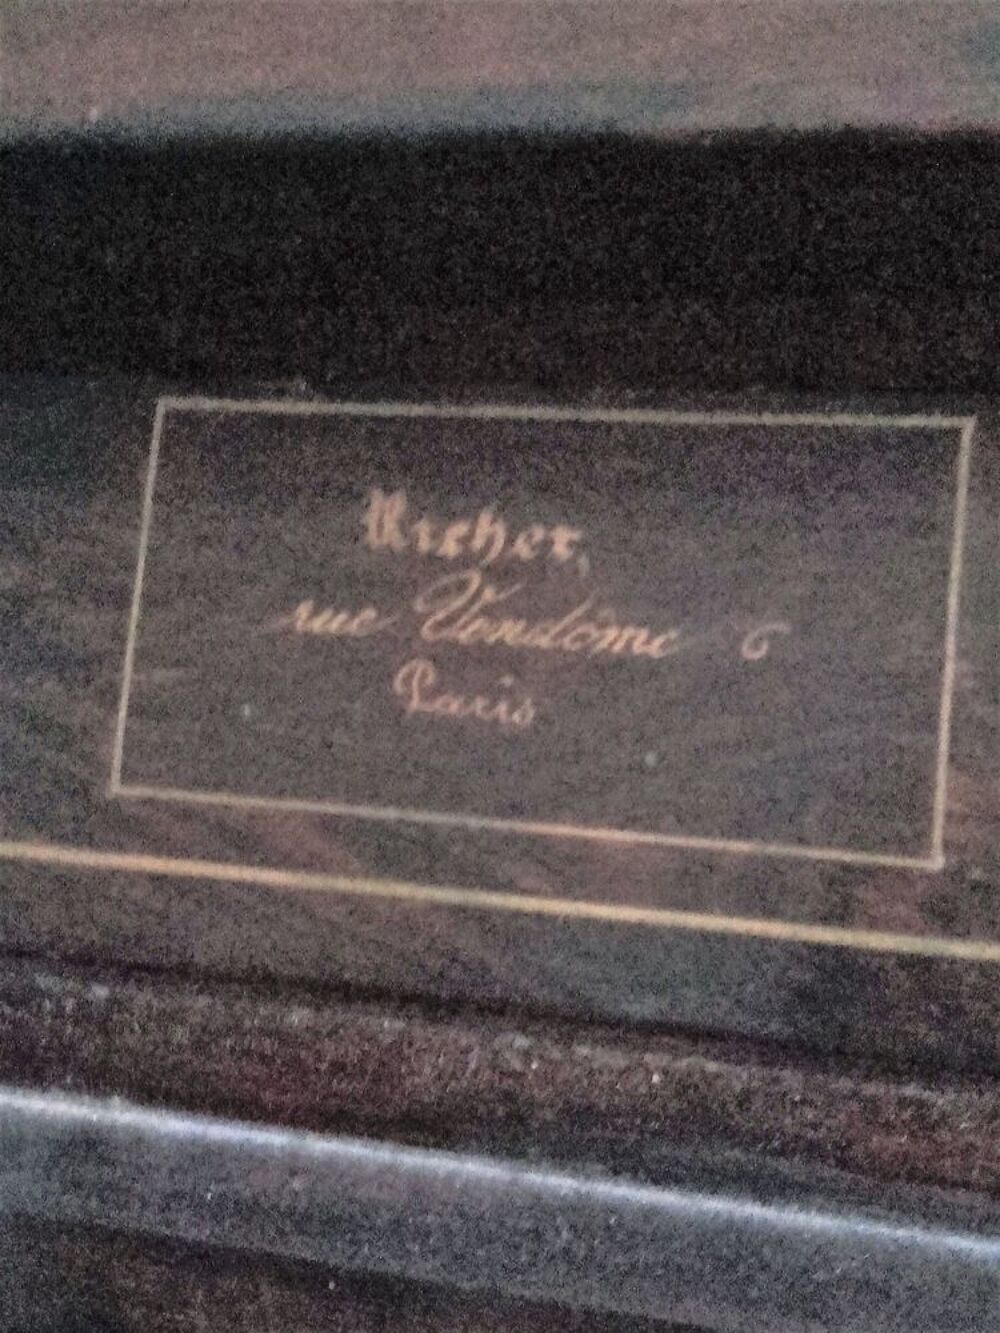 Richer,
rue Vendôme 6
Paris